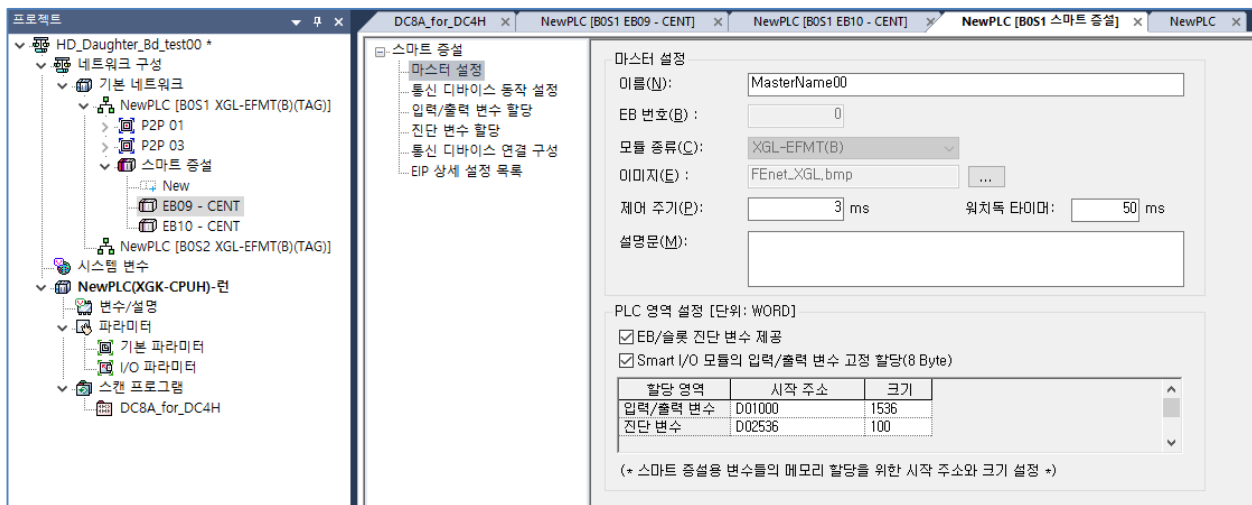 프로젝트
HD_Daughter_Bd_test00 *
네트워크 구성
기본 네트워크
NewPLC [B0S1 XGL-EFMT(B)(TAG)]
P2P 01
P2P 03
스마트 증설
New
EB09 - CENT
EB10 - CENT
NewPLC [B0S2 XGL-EFMT(B)(TAG)]
시스템 변수
NewPLC(XGK-CPUH)-런
변수/설명
파라미터
기본 파라미터
I/O 파라미터
스캔 프로그램
DC8A_for_DC4H
DC8A_for_DC4H
NewPLC [B0S1 EB09 - CENT]
NewPLC [B0S1 EB10 - CENT]
NewPLC [B0S1 스마트 증설]
NewPLC
스마트 증설
마스터 설정
통신 디바이스 동작 설정
입력/출력 변수 할당
진단 변수 할당
통신 디바이스 연결 구성
EIP 상세 설정 목록
마스터 설정
이름(N): MasterName00
EB 번호(B) : 0
모듈 종류(C): XGL-EFMT(B)
이미지(E) : FEnet_XGL.bmp ...
제어 주기(P): 3 ms 워치독 타이머: 50 ms
설명문(M):
PLC 영역 설정 [단위: WORD]
EB/슬롯 진단 변수 제공
Smart I/O 모듈의 입력/출력 변수 고정 할당(8 Byte)
할당 영역 시작 주소 크기
입력/출력 변수 D01000 1536
진단 변수 D02536 100
(* 스마트 증설용 변수들의 메모리 할당을 위한 시작 주소와 크기 설정 *)